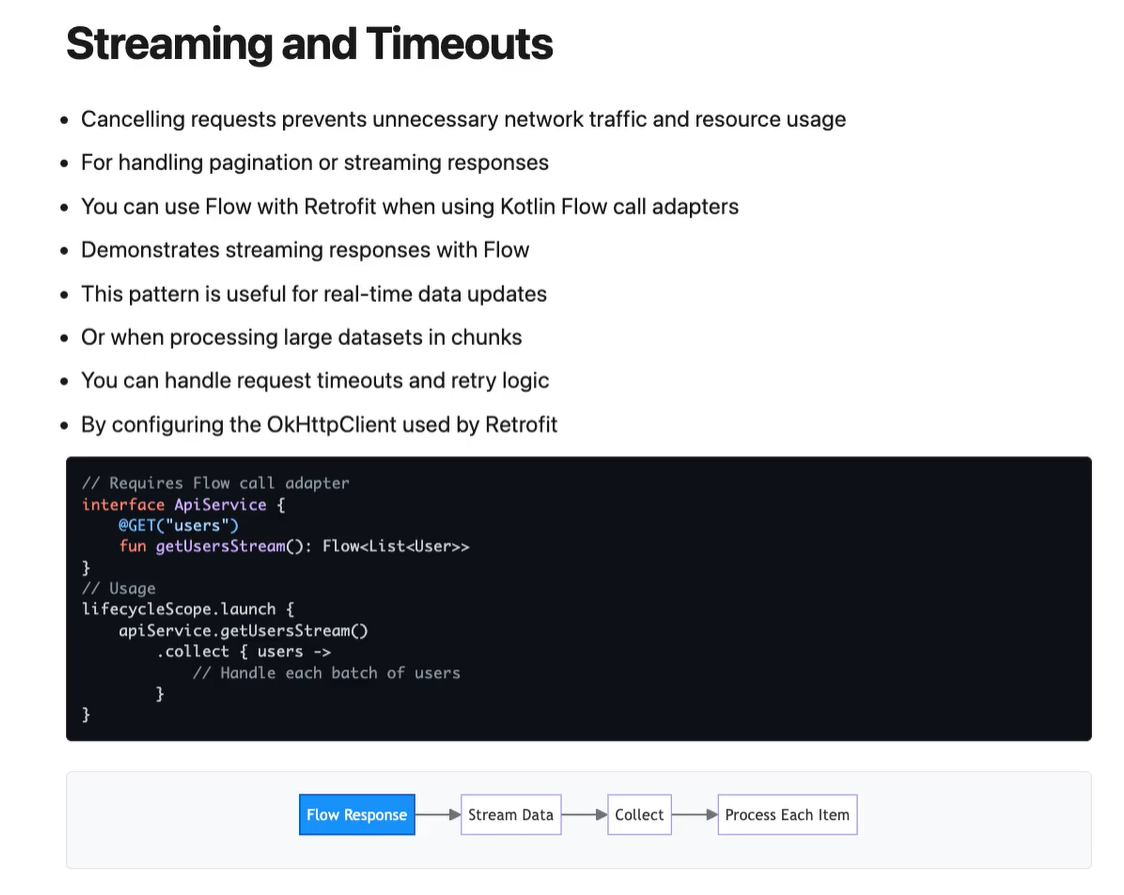 Streaming and Timeouts
• Cancelling requests prevents unnecessary network traffic and resource usage
• For handling pagination or streaming responses
• You can use Flow with Retrofit when using Kotlin Flow call adapters
• Demonstrates streaming responses with Flow
• This pattern is useful for real-time data updates
• Or when processing large datasets in chunks
• You can handle request timeouts and retry logic
• By configuring the OkHttpClient used by Retrofit
// Requires Flow call adapter
interface ApiService {
    @GET("users")
    fun getUsersStream(): Flow<List<User>>
}
// Usage
lifecycleScope.launch {
    apiService.getUsersStream()
        .collect { users ->
            // Handle each batch of users
        }
}
Flow Response
Stream Data
Collect
Process Each Item